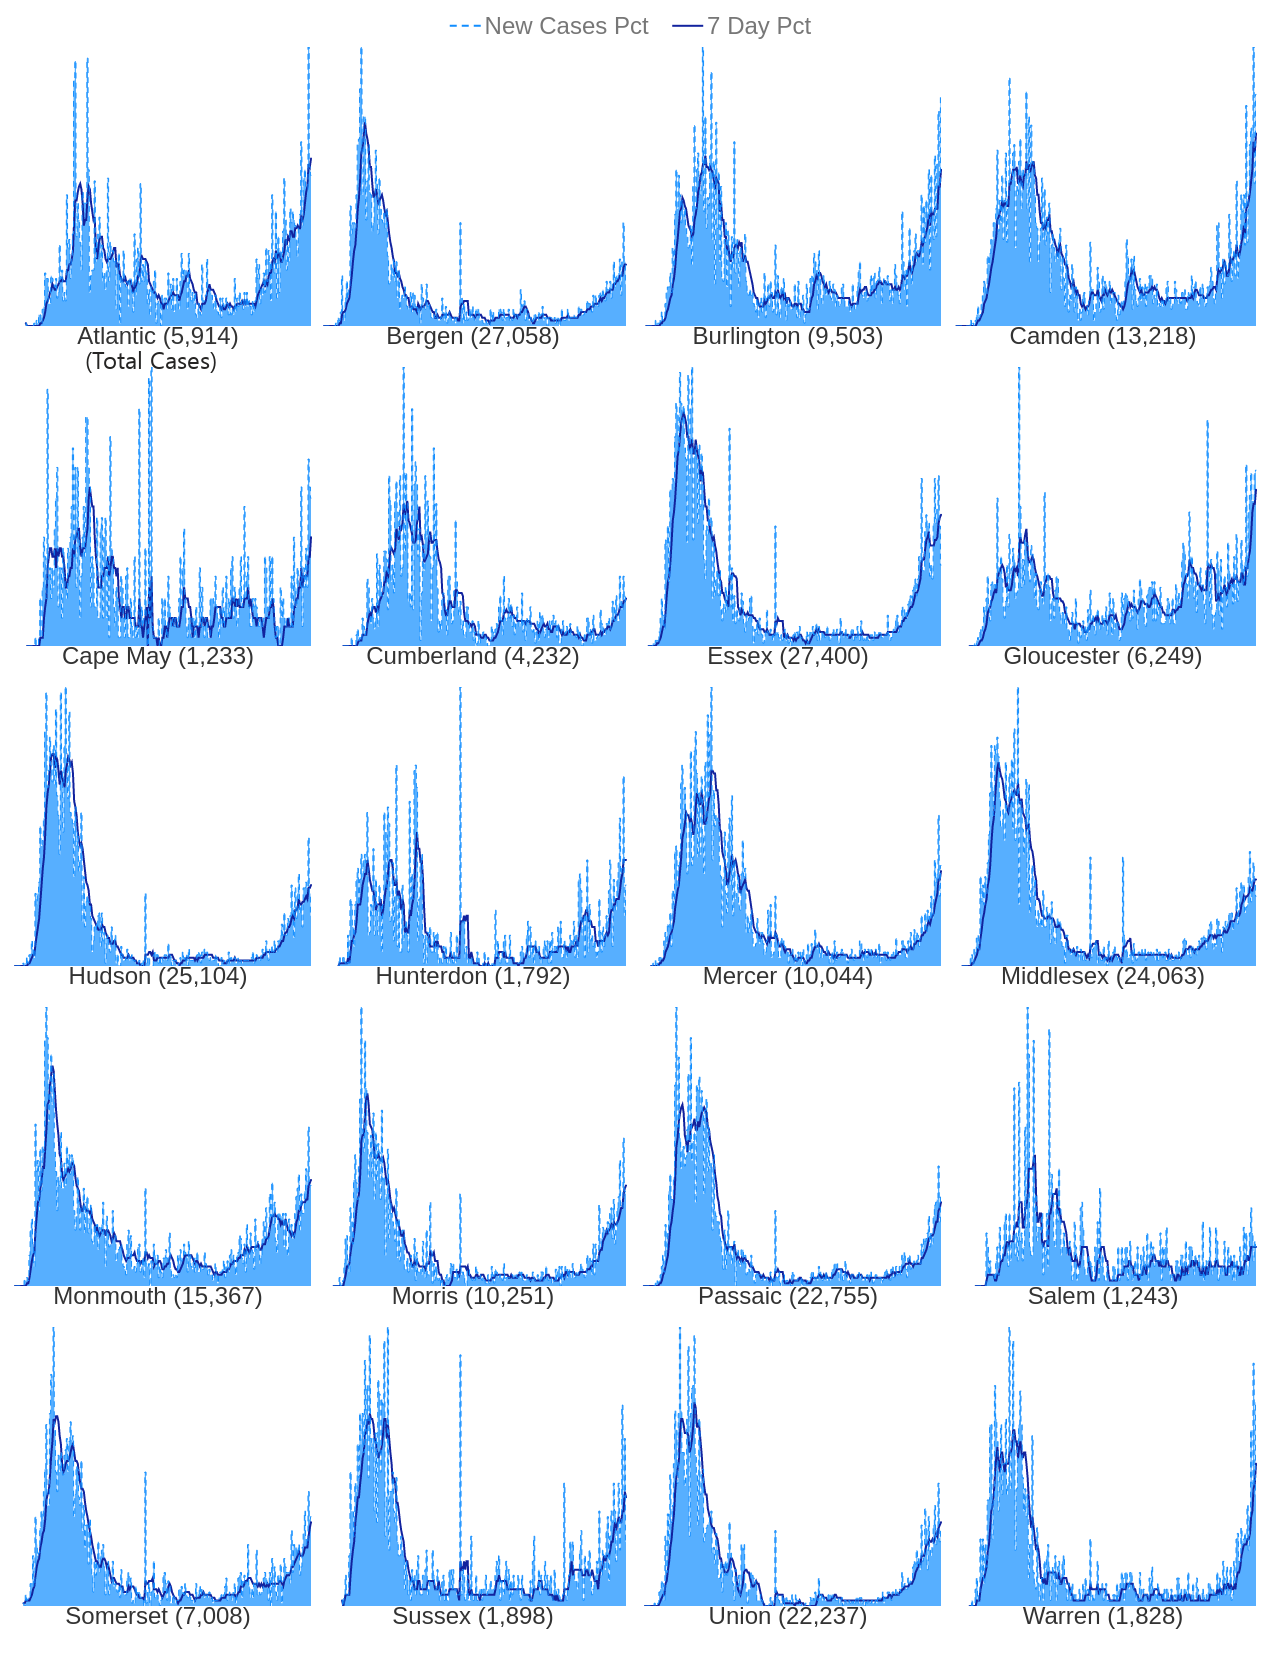 New Cases Pct 7 Day Pct
Atlantic (5,914) Bergen (27,058) Burlington (9,503) Camden (13,218)
(Total Cases)
Cape May (1,233) Cumberland (4,232) Essex (27,400) Gloucester (6,249)
Hudson (25,104) Hunterdon (1,792) Mercer (10,044) Middlesex (24,063)
Monmouth (15,367) Morris (10,251) Passaic (22,755) Salem (1,243)
Somerset (7,008) Sussex (1,898) Union (22,237) Warren (1,828)